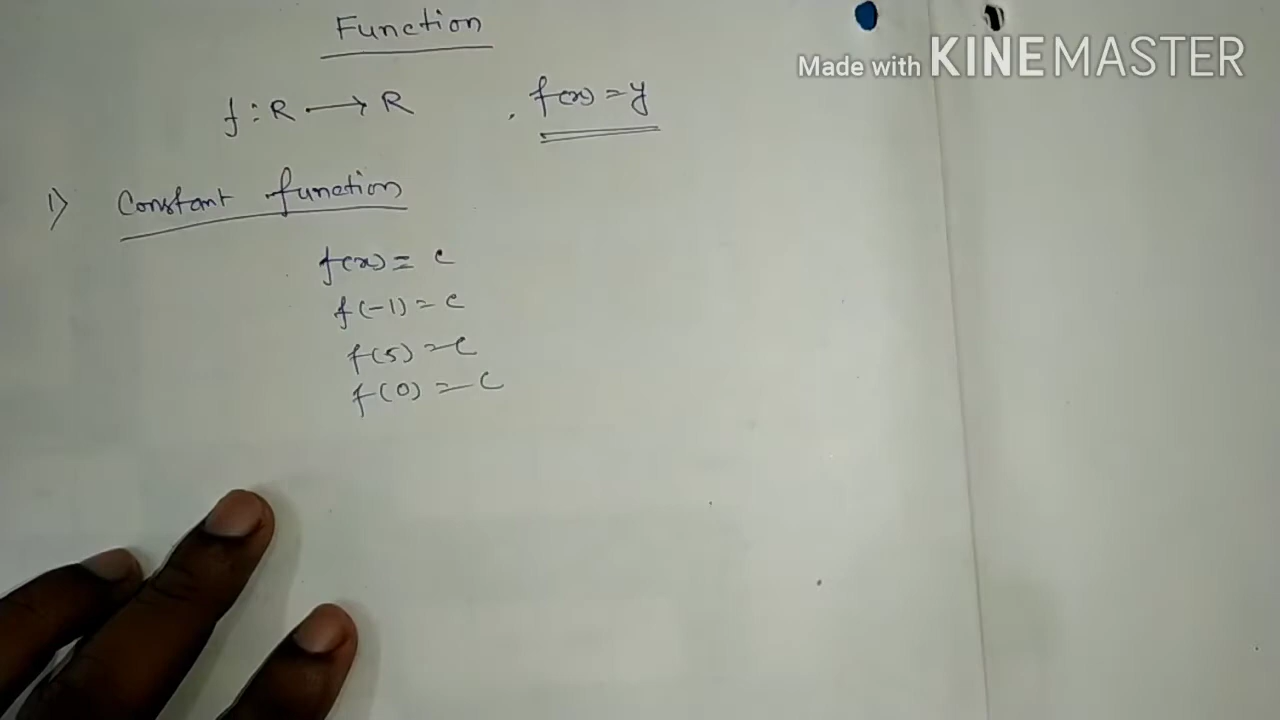 Function
Made with KINEMASTER
f : R → R , f(x) = y
1) Constant function
f(x) = c
f(-1) = c
f(5) = c
f(0) = c